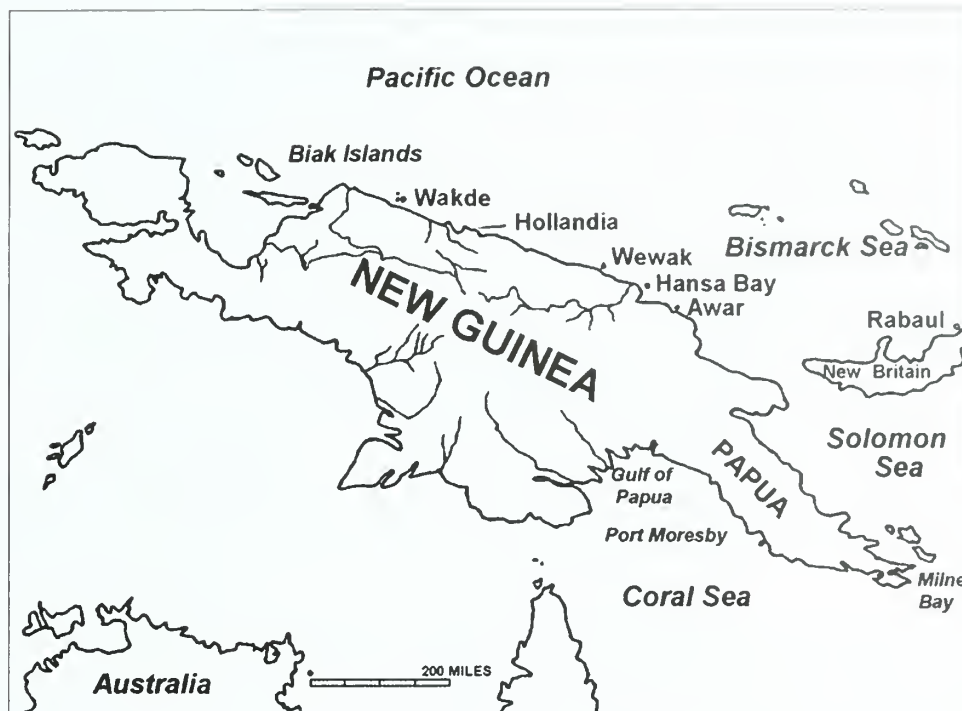 Pacific Ocean
Biak Islands
Wakde
Hollandia
Bismarck Sea
Wewak
Hansa Bay
Awar
Rabaul
NEW GUINEA
New Britain
Solomon
Sea
PAPUA
Gulf of
Papua
Port Moresby
Coral Sea
Milne
Bay
200 MILES
Australia